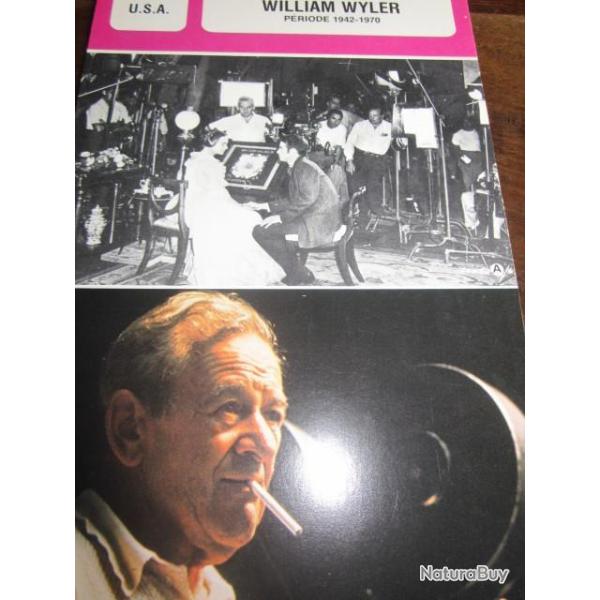 U.S.A.
WILLIAM WYLER
PERIODE 1942-1970
A
NaturaBuy